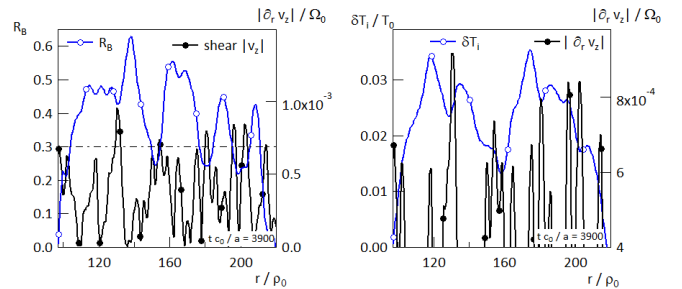 R_B
|∂_r v_z| / Ω_0
R_B
shear |v_z|
0.6
0.5
0.4
0.3
0.2
0.1
0.0
1.0x10^-3
0.5
0.0
t c_0 / a = 3900
120
160
200
r / ρ_0
δT_i / T_0
|∂_r v_z| / Ω_0
δT_i
| ∂_r v_z|
0.03
0.02
0.01
0.00
8x10^-4
6
4
t c_0 / a = 3900
120
160
200
r / ρ_0